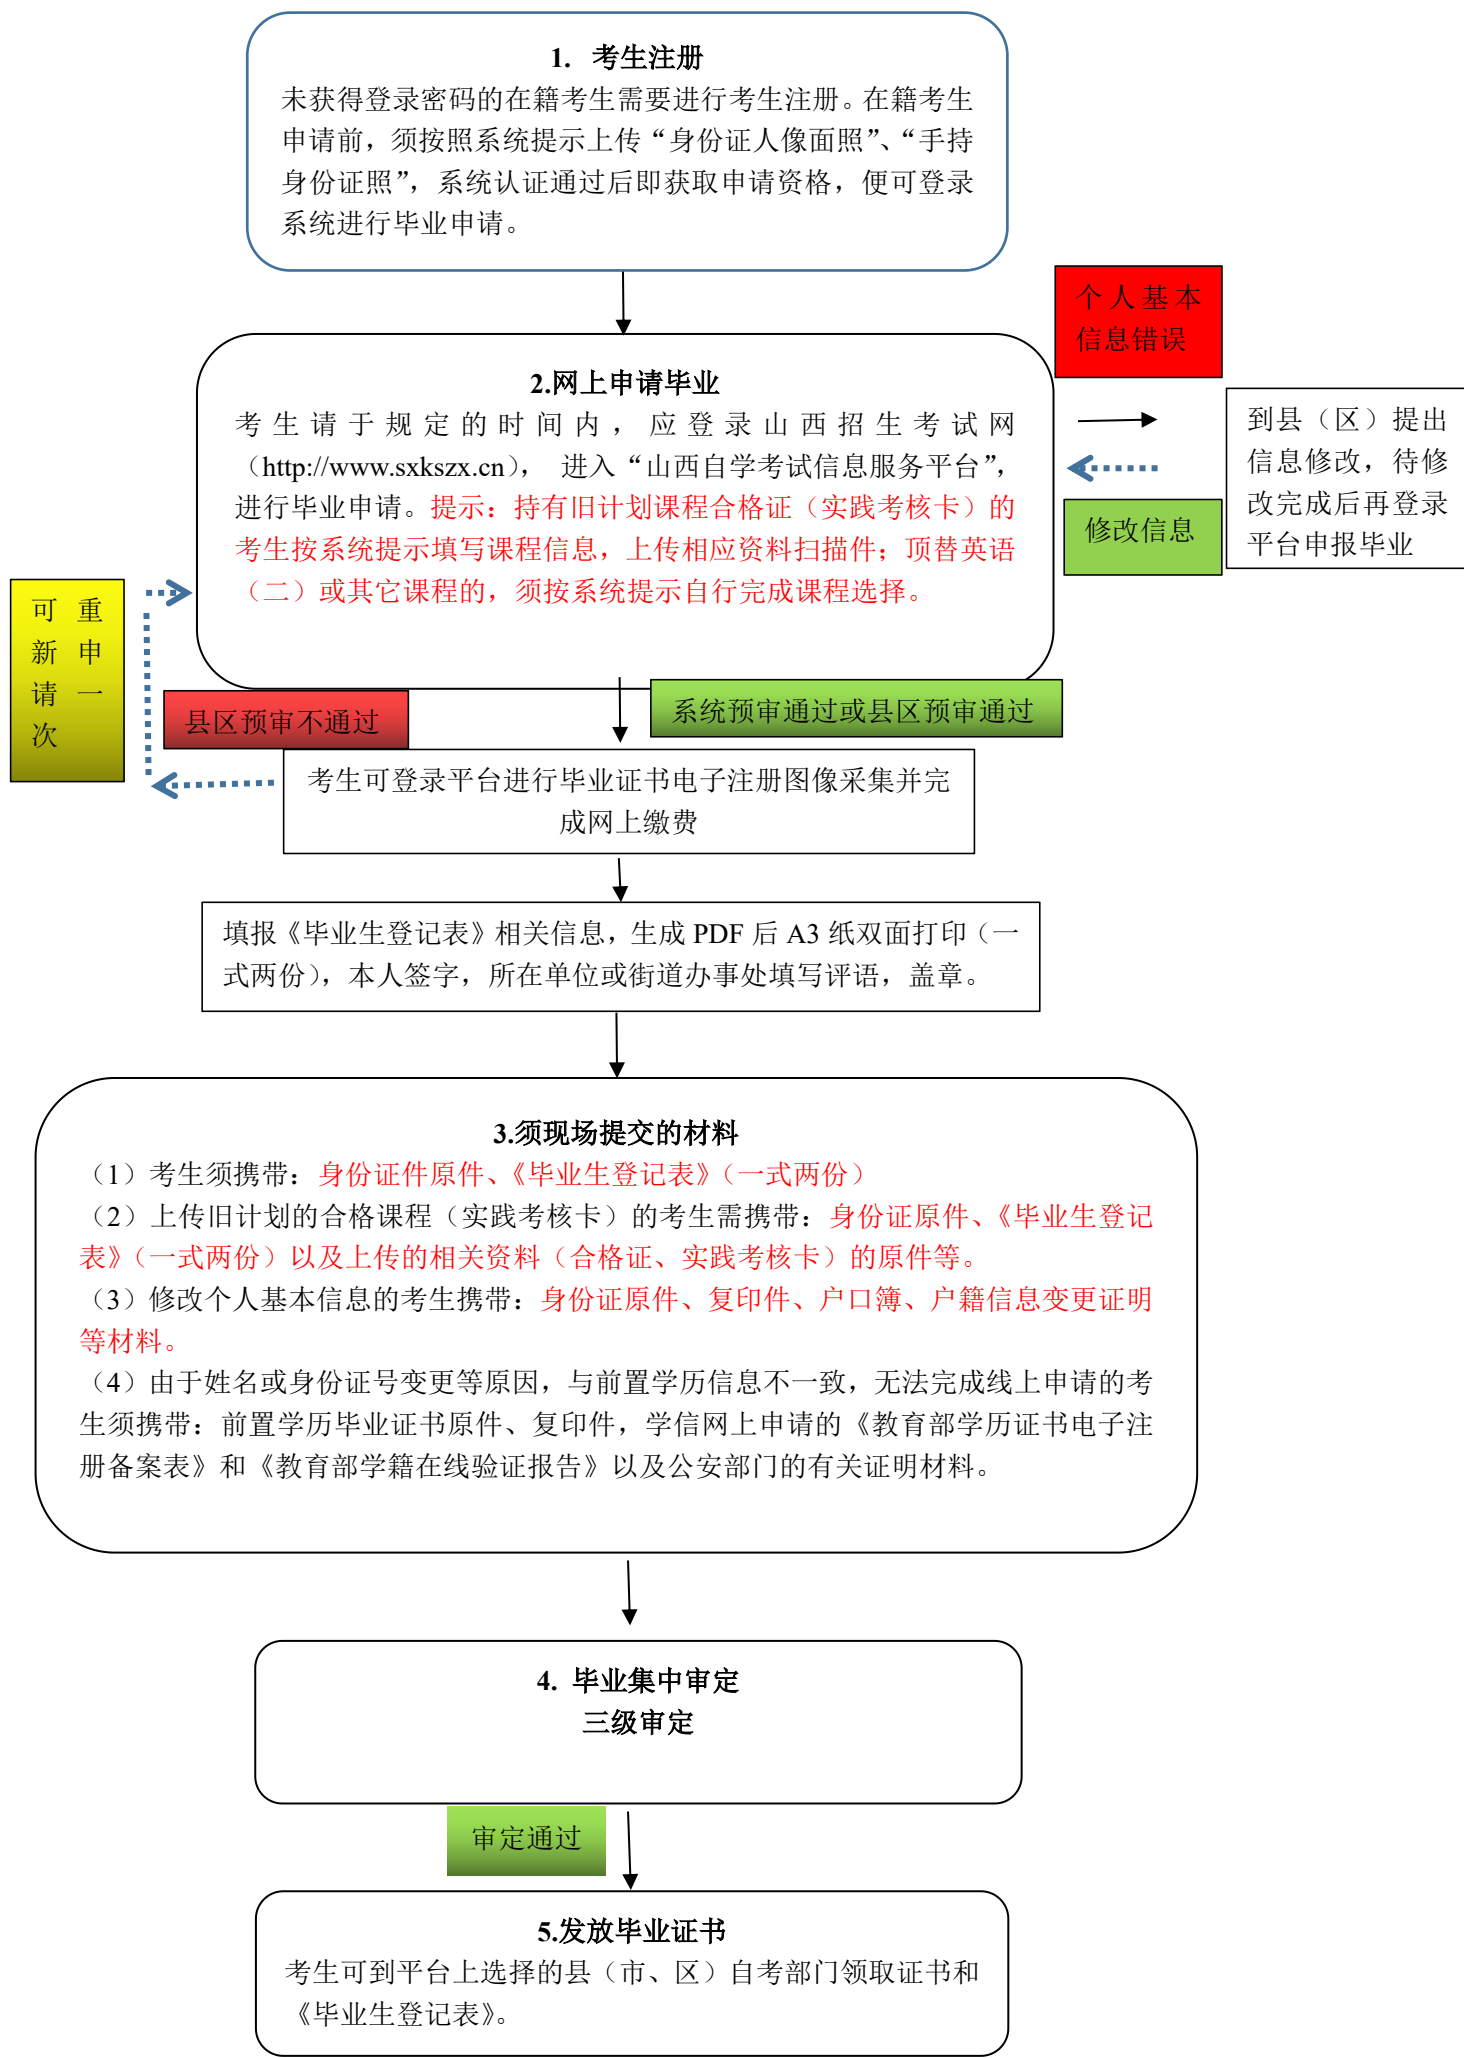 1. 考生注册
未获得登录密码的在籍考生需要进行考生注册。在籍考生
申请前，须按照系统提示上传“身份证人像面照”、“手持
身份证照”，系统认证通过后即获取申请资格，便可登录
系统进行毕业申请。
个人基本
信息错误
2.网上申请毕业
考生请于规定的时间内，应登录山西招生考试网
（http://www.sxkszx.cn）， 进入“山西自学考试信息服务平台”，
进行毕业申请。提示：持有旧计划课程合格证（实践考核卡）的
考生按系统提示填写课程信息，上传相应资料扫描件；顶替英语
（二）或其它课程的，须按系统提示自行完成课程选择。
到县（区）提出
信息修改，待修
改完成后再登录
平台申报毕业
修改信息
可重
新申
请一
次
县区预审不通过
系统预审通过或县区预审通过
考生可登录平台进行毕业证书电子注册图像采集并完
成网上缴费
填报《毕业生登记表》相关信息，生成 PDF 后 A3 纸双面打印（一
式两份），本人签字，所在单位或街道办事处填写评语，盖章。
3.须现场提交的材料
（1）考生须携带：身份证件原件、《毕业生登记表》（一式两份）
（2）上传旧计划的合格课程（实践考核卡）的考生需携带：身份证原件、《毕业生登记
表》（一式两份）以及上传的相关资料（合格证、实践考核卡）的原件等。
（3）修改个人基本信息的考生携带：身份证原件、复印件、户口簿、户籍信息变更证明
等材料。
（4）由于姓名或身份证号变更等原因，与前置学历信息不一致，无法完成线上申请的考
生须携带：前置学历毕业证书原件、复印件，学信网上申请的《教育部学历证书电子注
册备案表》和《教育部学籍在线验证报告》以及公安部门的有关证明材料。
4. 毕业集中审定
三级审定
审定通过
5.发放毕业证书
考生可到平台上选择的县（市、区）自考部门领取证书和
《毕业生登记表》。